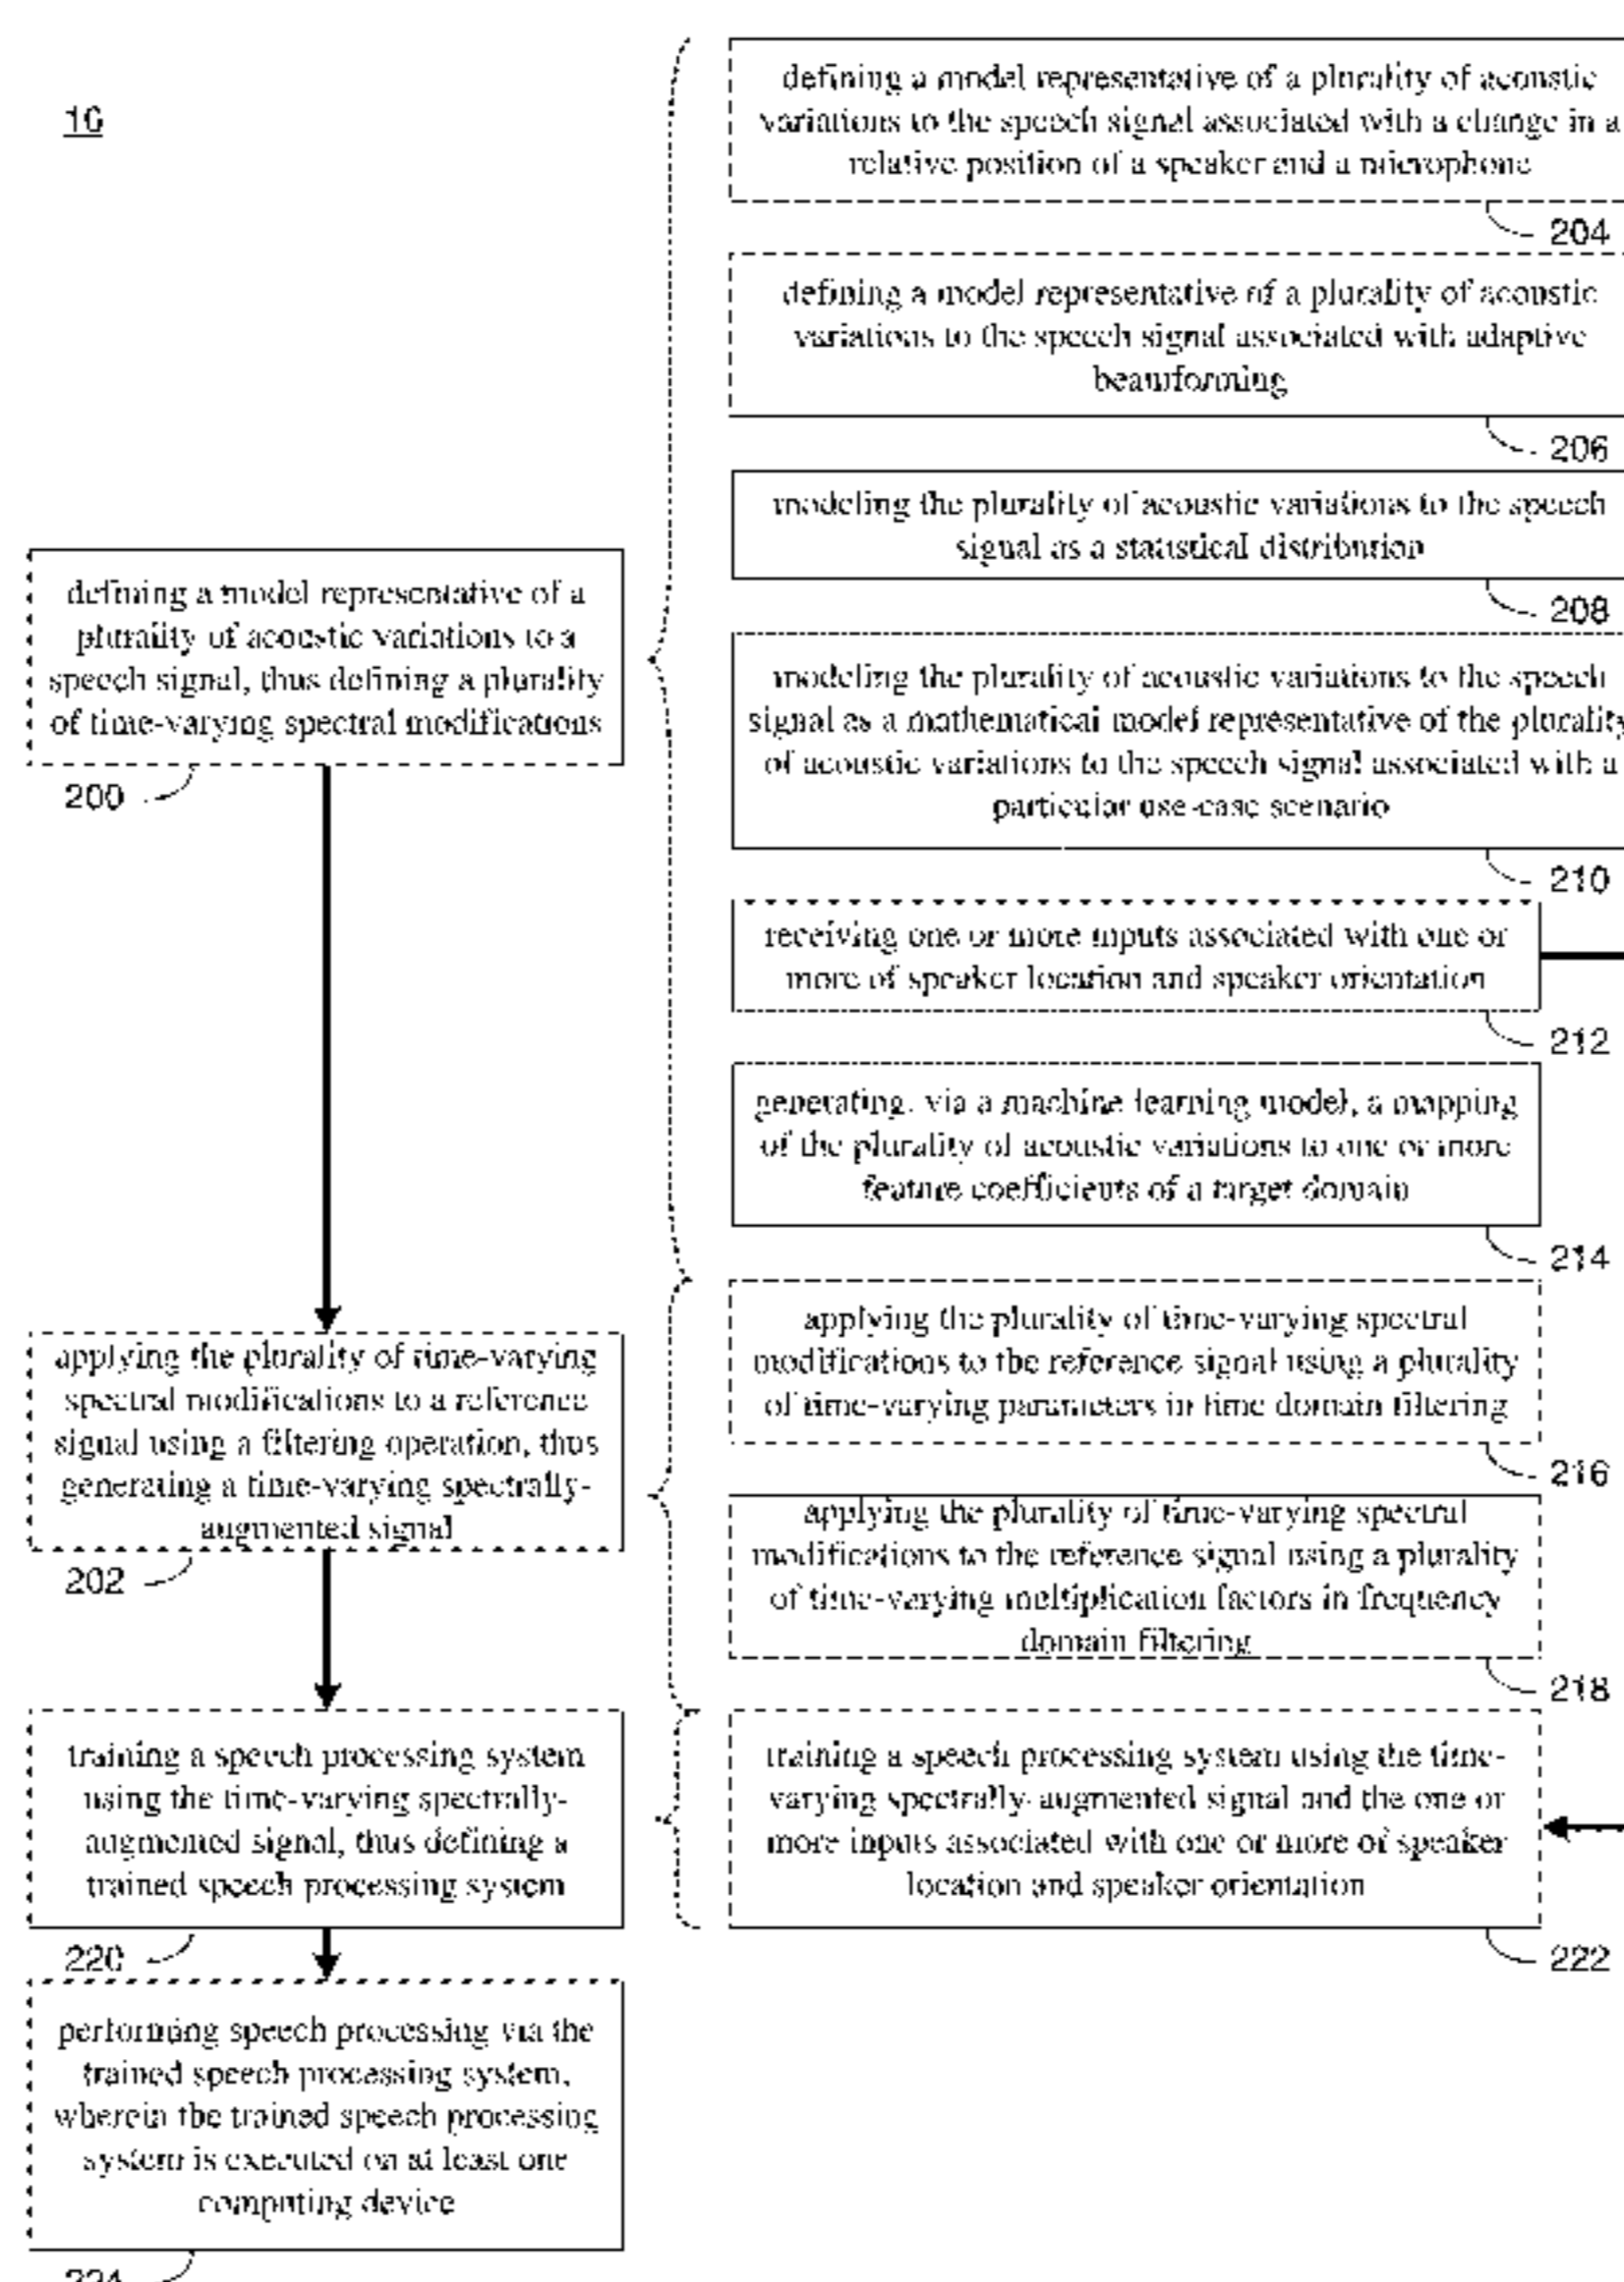 10
defining a model representative of a plurality of acoustic
variations to the speech signal associated with a change in a
relative position of a speaker and a microphone
204
defining a model representative of a plurality of acoustic
variations to the speech signal associated with adaptive
beamforming
206
modeling the plurality of acoustic variations to the speech
signal as a statistical distribution
208
defining a model representative of a
plurality of acoustic variations to a
speech signal, thus defining a plurality
of time-varying spectral modifications
200
modeling the plurality of acoustic variations to the speech
signal as a mathematical model representative of the plurality
of acoustic variations to the speech signal associated with a
particular use-case scenario
210
receiving one or more inputs associated with one or
more of speaker location and speaker orientation
212
generating, via a machine learning model, a mapping
of the plurality of acoustic variations to one or more
feature coefficients of a target domain
214
applying the plurality of time-varying spectral
modifications to the reference signal using a plurality
of time-varying parameters in time domain filtering
216
applying the plurality of time-varying
spectral modifications to a reference
signal using a filtering operation, thus
generating a time-varying spectrally-
augmented signal
202
applying the plurality of time-varying spectral
modifications to the reference signal using a plurality
of time-varying multiplication factors in frequency
domain filtering
218
training a speech processing system
using the time-varying spectrally-
augmented signal, thus defining a
trained speech processing system
220
training a speech processing system using the time-
varying spectrally-augmented signal and the one or
more inputs associated with one or more of speaker
location and speaker orientation
222
performing speech processing via the
trained speech processing system,
wherein the trained speech processing
system is executed on at least one
computing device